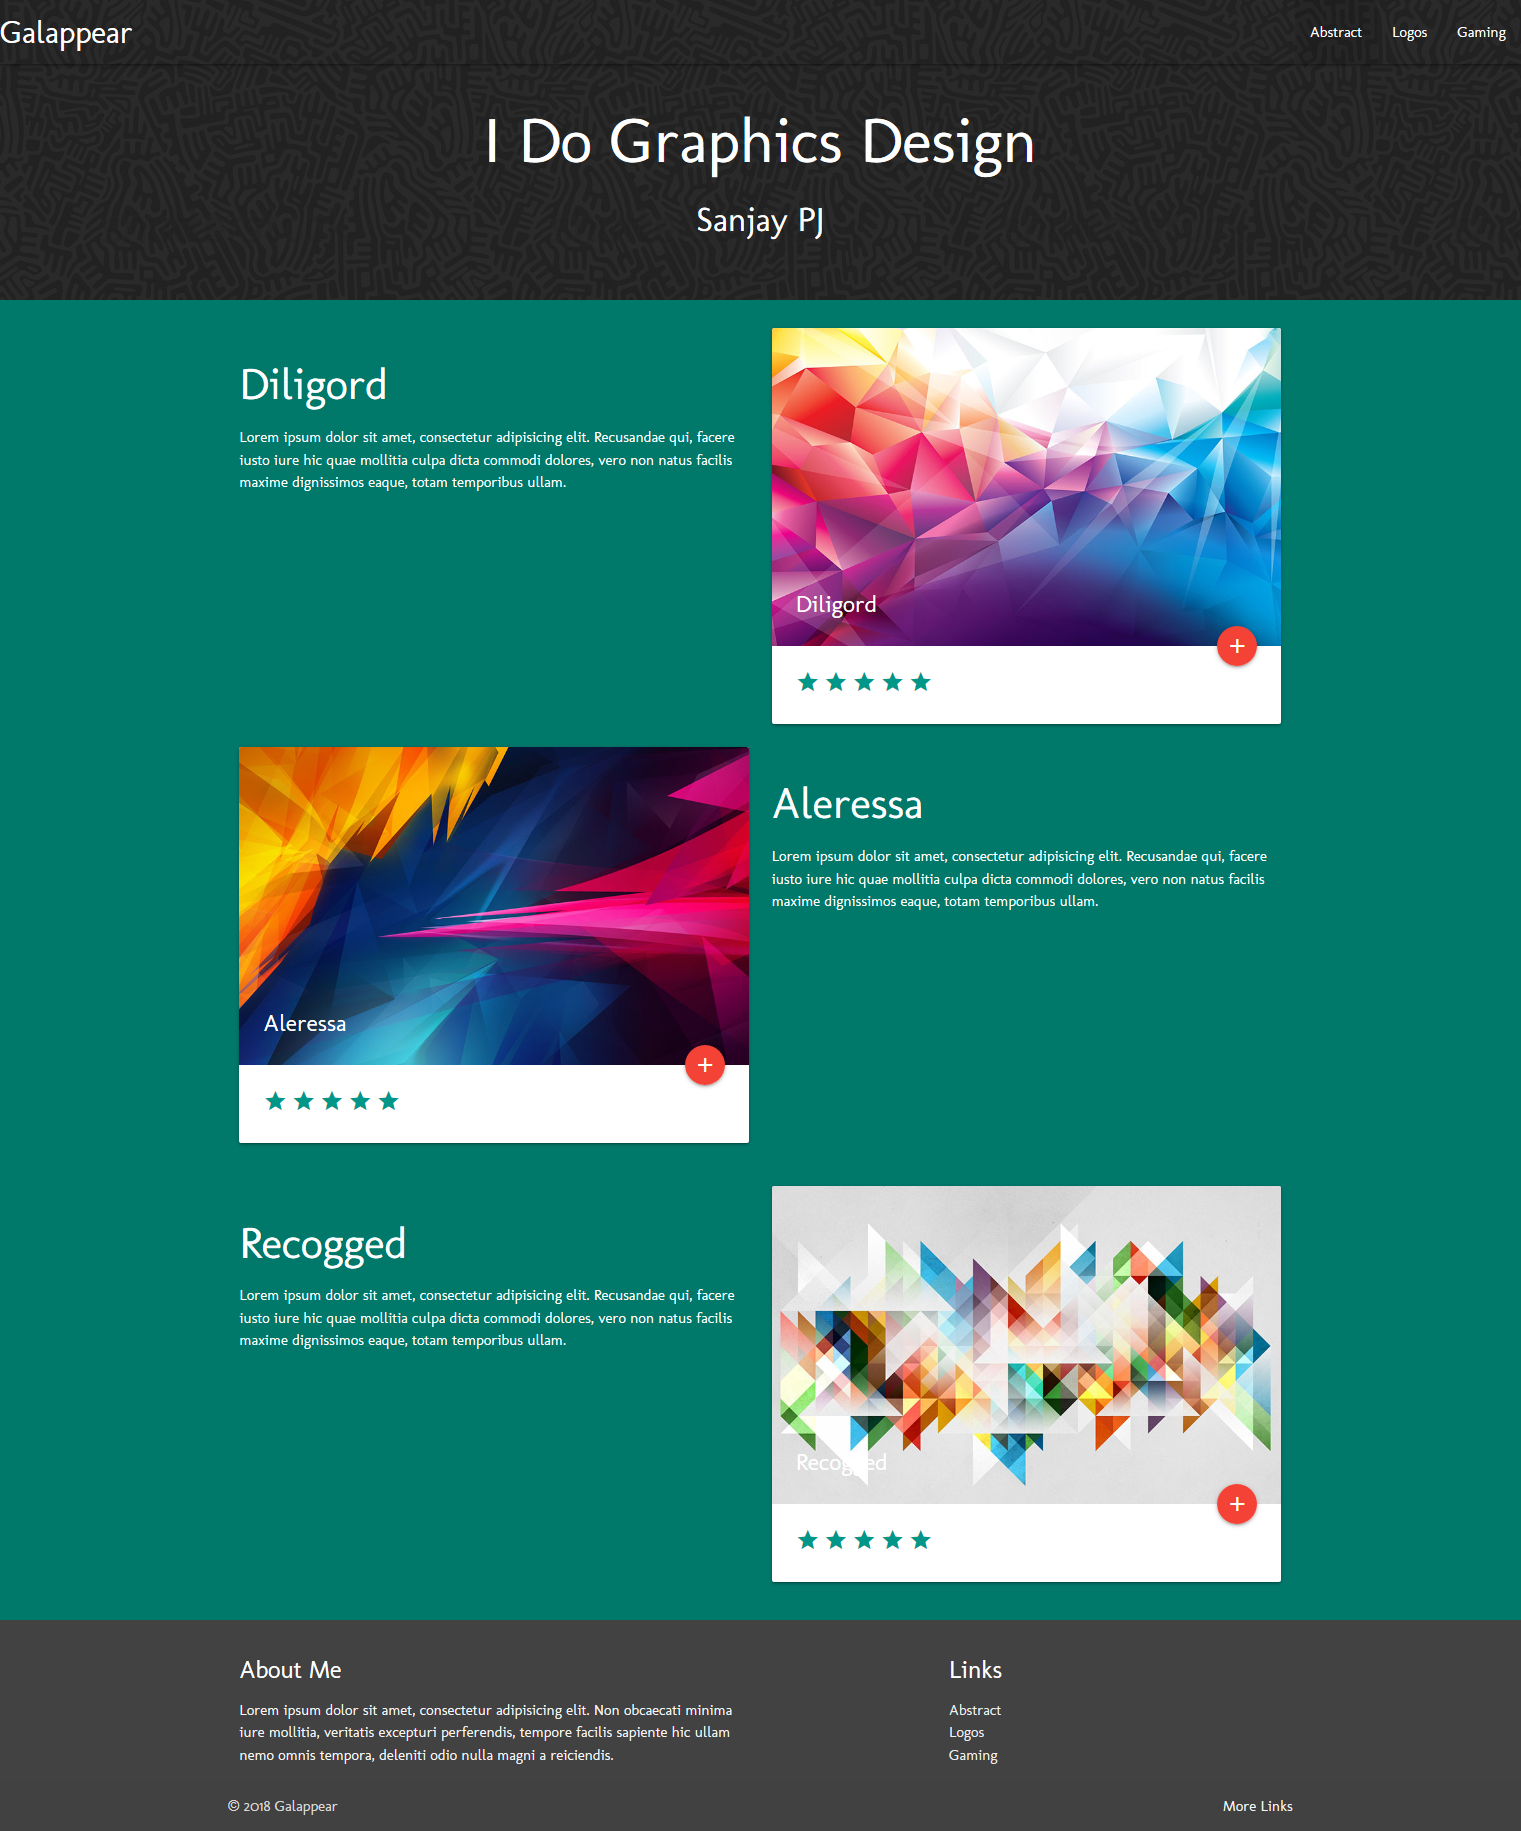 Galappear
Abstract
Logos
Gaming
I Do Graphics Design
Sanjay PJ
Diligord
Lorem ipsum dolor sit amet, consectetur adipisicing elit. Recusandae qui, facere
iusto iure hic quae mollitia culpa dicta commodi dolores, vero non natus facilis
maxime dignissimos eaque, totam temporibus ullam.
Diligord
+
Aleressa
+
Aleressa
Lorem ipsum dolor sit amet, consectetur adipisicing elit. Recusandae qui, facere
iusto iure hic quae mollitia culpa dicta commodi dolores, vero non natus facilis
maxime dignissimos eaque, totam temporibus ullam.
Recogged
Lorem ipsum dolor sit amet, consectetur adipisicing elit. Recusandae qui, facere
iusto iure hic quae mollitia culpa dicta commodi dolores, vero non natus facilis
maxime dignissimos eaque, totam temporibus ullam.
Recogged
+
About Me
Lorem ipsum dolor sit amet, consectetur adipisicing elit. Non obcaecati minima
iure mollitia, veritatis excepturi perferendis, tempore facilis sapiente hic ullam
nemo omnis tempora, deleniti odio nulla magni a reiciendis.
Links
Abstract
Logos
Gaming
© 2018 Galappear
More Links